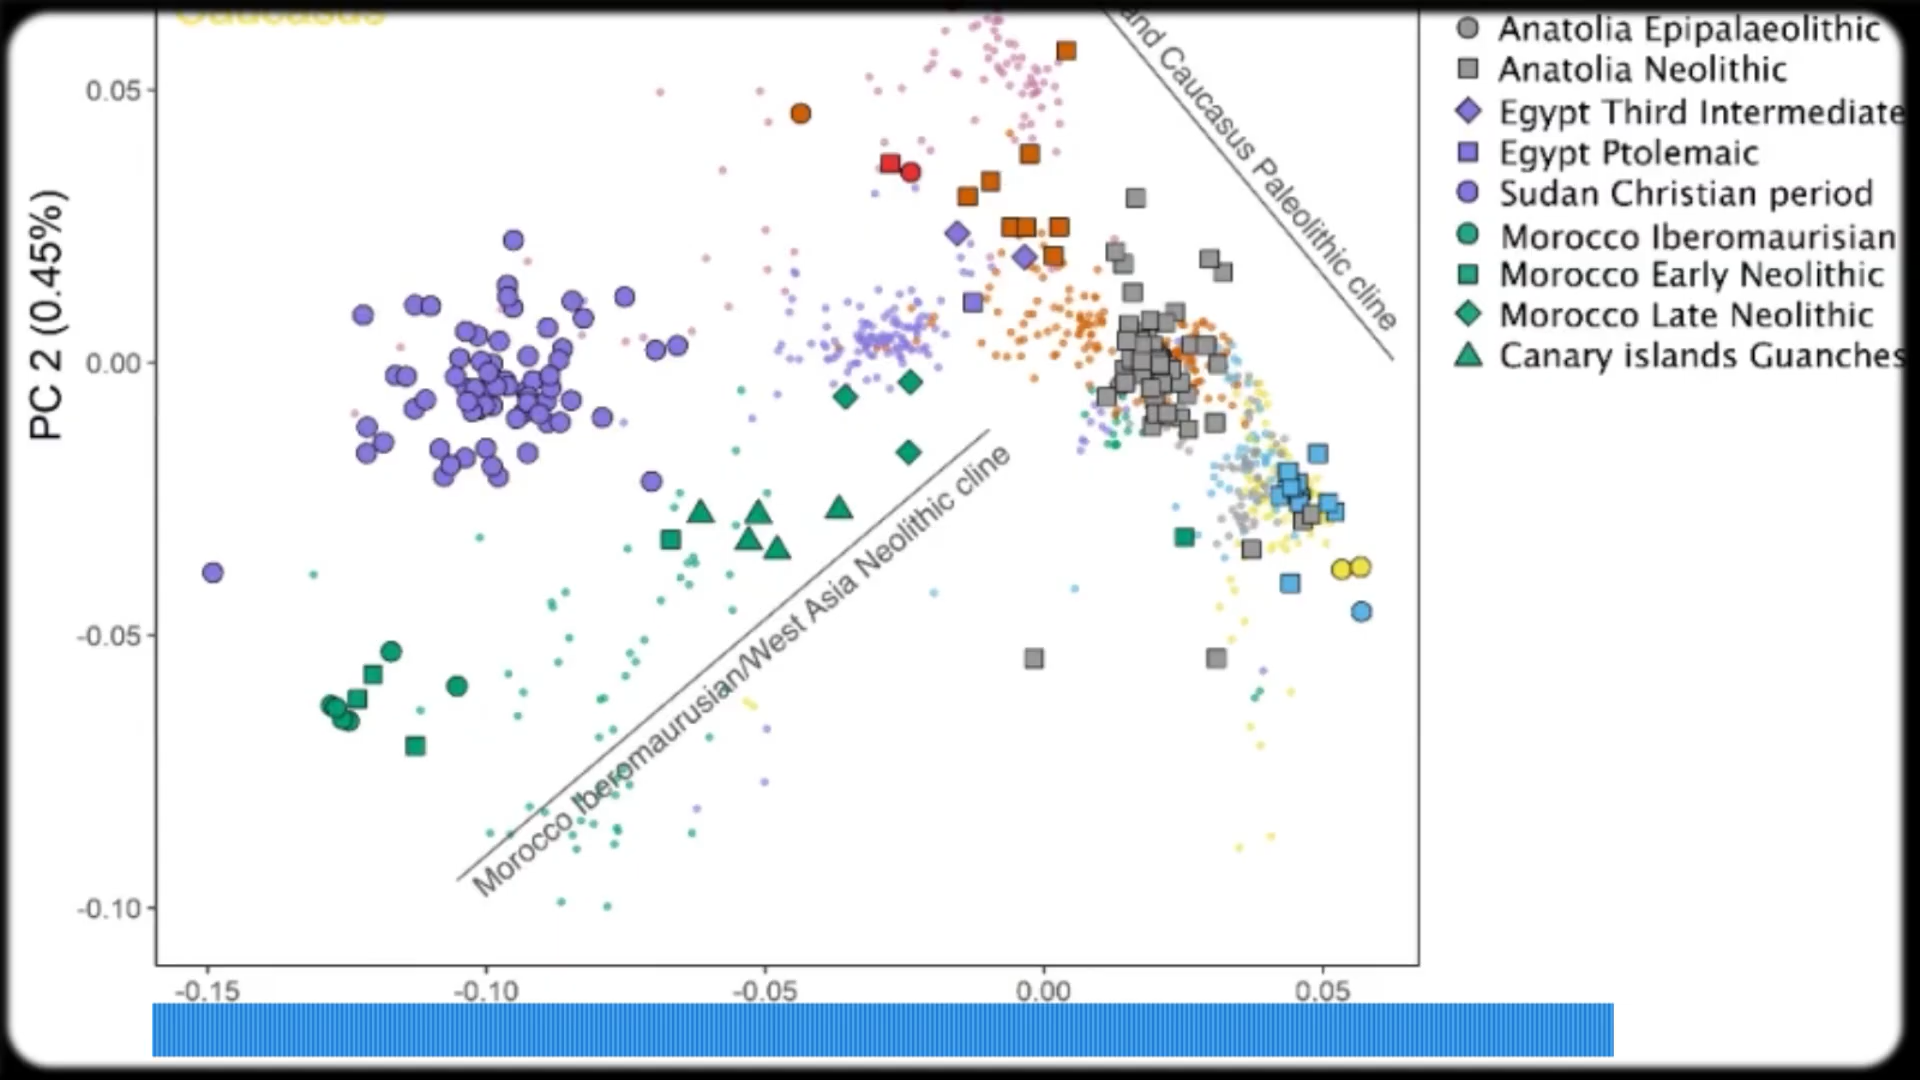 Caucasus
0.05
0.00
-0.05
-0.10
PC 2 (0.45%)
-0.15
-0.10
-0.05
0.00
0.05
and Caucasus Paleolithic cline
Morocco Iberomaurusian/West Asia Neolithic cline
Anatolia Epipalaeolithic
Anatolia Neolithic
Egypt Third Intermediate
Egypt Ptolemaic
Sudan Christian period
Morocco Iberomaurisian
Morocco Early Neolithic
Morocco Late Neolithic
Canary islands Guanches